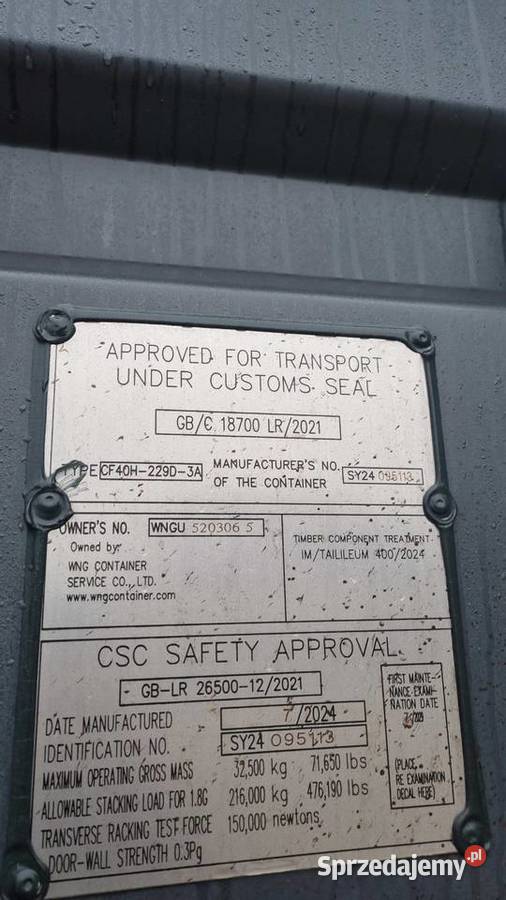 APPROVED FOR TRANSPORT
UNDER CUSTOMS SEAL
GB/C 18700 LR/2021
TYPE CF40H-229D-3A MANUFACTURER'S NO. OF THE CONTAINER SY24 095113
OWNER'S NO. WNGU 520306 5
Owned by:
WNG CONTAINER
SERVICE CO., LTD.
www.wngcontainer.com
TIMBER COMPONENT TREATMENT
IM/TAILILEUM 400/2024
CSC SAFETY APPROVAL
GB-LR 26500-12/2021
DATE MANUFACTURED /2024
IDENTIFICATION NO. SY24 095113
MAXIMUM OPERATING GROSS MASS 32,500 kg 71,650 lbs
ALLOWABLE STACKING LOAD FOR 1.8G 216,000 kg 476,190 lbs
TRANSVERSE RACKING TEST FORCE 150,000 newtons
DOOR-WALL STRENGTH 0.3Pg
FIRST MAINTE-
NANCE EXAMI-
NATION DATE
(PLACE
RE EXAMINATION
DECAL HERE)
Sprzedajemy.pl